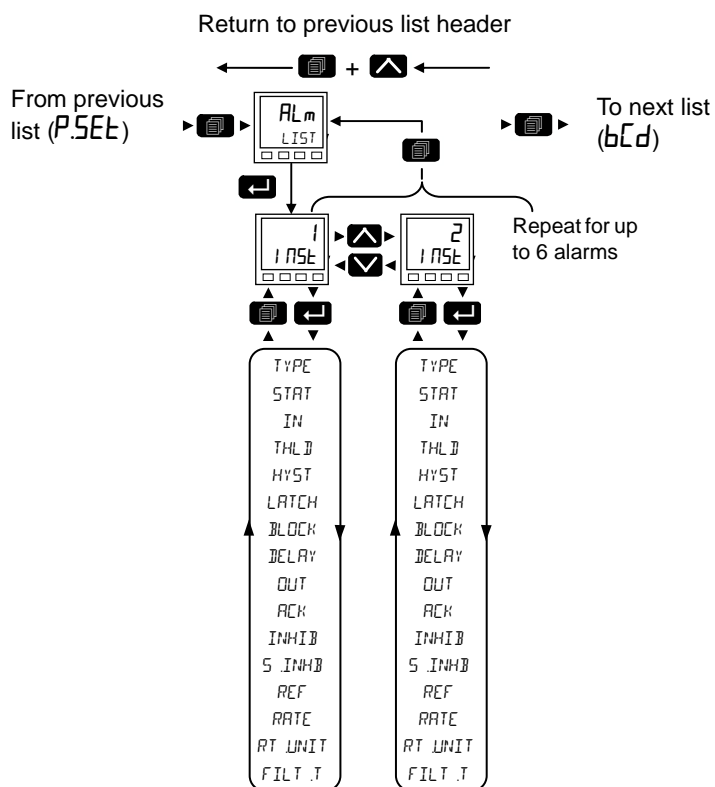 Return to previous list header
+
From previous
list (P.SEt)
ALm
LIST
To next list
(bCd)
1
INSt
2
INSt
Repeat for up
to 6 alarms
TYPE
STAT
IN
THLD
HYST
LATCH
BLOCK
DELAY
OUT
ACK
INHIB
S.INHB
REF
RATE
RT.UNIT
FILT.T
TYPE
STAT
IN
THLD
HYST
LATCH
BLOCK
DELAY
OUT
ACK
INHIB
S.INHB
REF
RATE
RT.UNIT
FILT.T